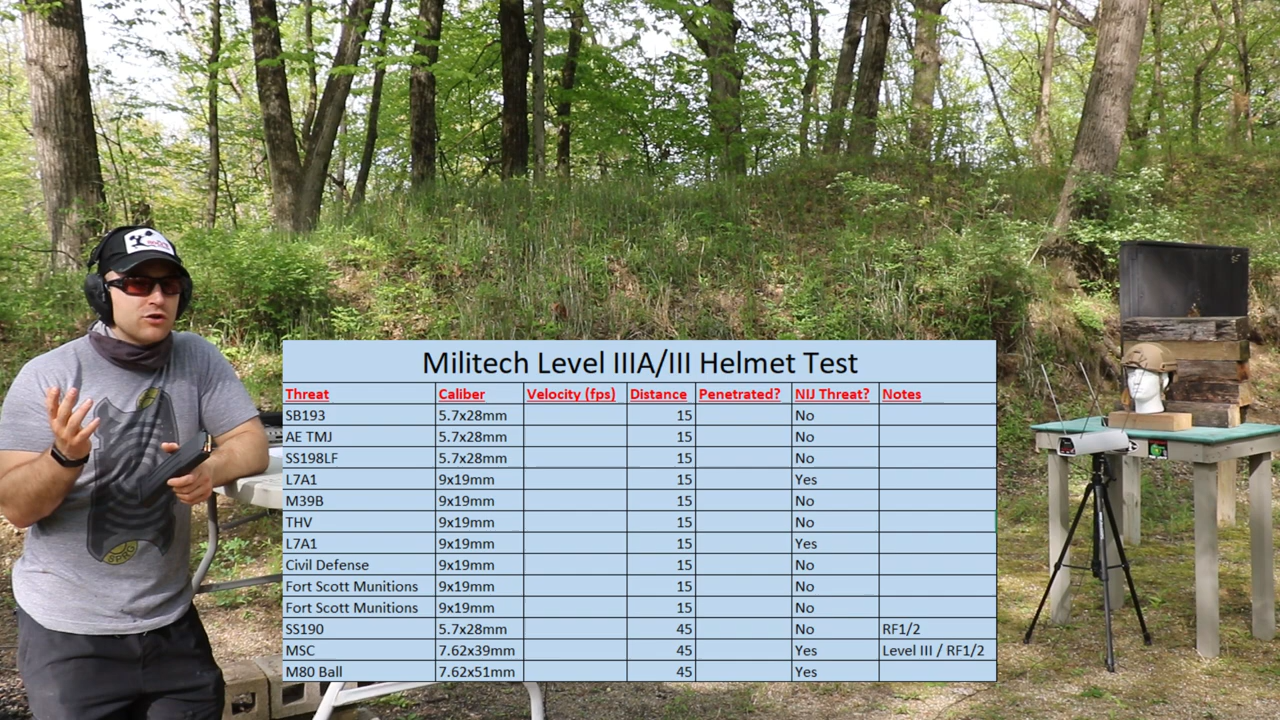 Militech Level IIIA/III Helmet Test
Threat Caliber Velocity (fps) Distance Penetrated? NIJ Threat? Notes
SB193 5.7x28mm 15 No
AE TMJ 5.7x28mm 15 No
SS198LF 5.7x28mm 15 No
L7A1 9x19mm 15 Yes
M39B 9x19mm 15 No
THV 9x19mm 15 No
L7A1 9x19mm 15 Yes
Civil Defense 9x19mm 15 No
Fort Scott Munitions 9x19mm 15 No
Fort Scott Munitions 9x19mm 15 No
SS190 5.7x28mm 45 No RF1/2
MSC 7.62x39mm 45 Yes Level III / RF1/2
M80 Ball 7.62x51mm 45 Yes